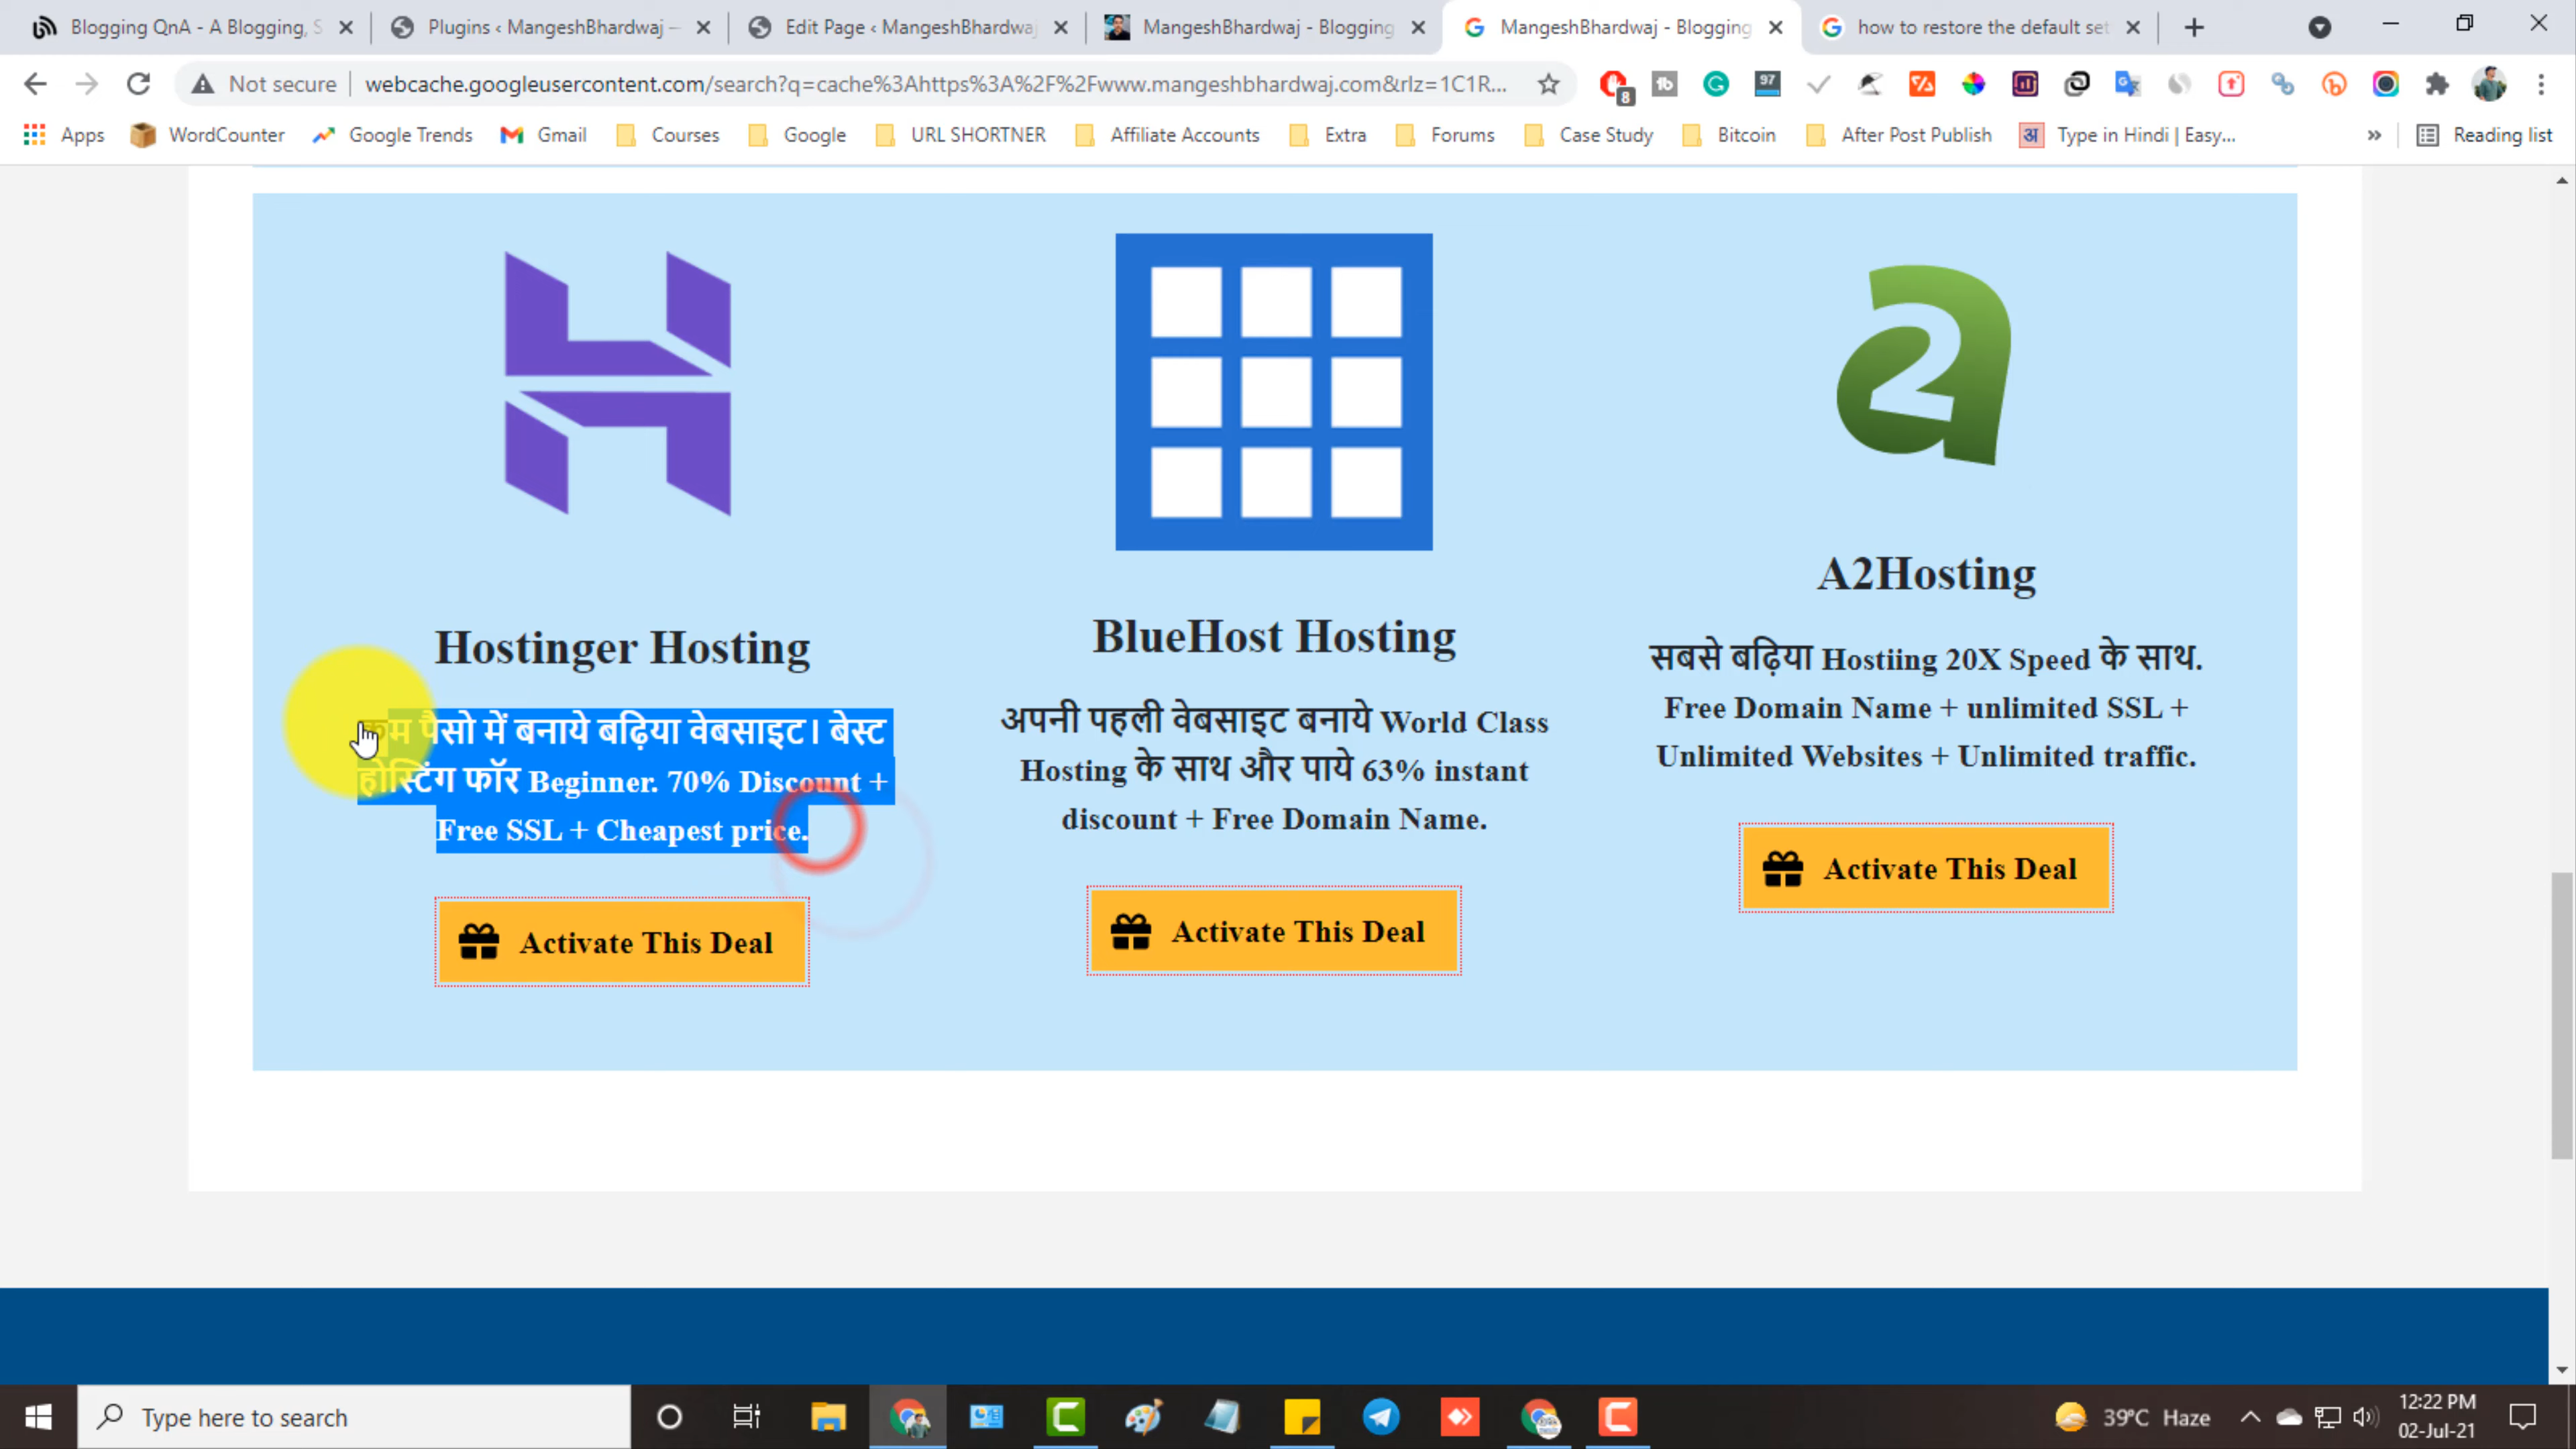 Blogging QnA - A Blogging, S
Plugins ‹ MangeshBhardwaj —
Edit Page ‹ MangeshBhardwaj
MangeshBhardwaj - Blogging
MangeshBhardwaj - Blogging
how to restore the default set
Not secure
webcache.googleusercontent.com/search?q=cache%3Ahttps%3A%2F%2Fwww.mangeshbhardwaj.com&rlz=1C1R...
8
97
Apps
WordCounter
Google Trends
Gmail
Courses
Google
URL SHORTNER
Affiliate Accounts
Extra
Forums
Case Study
Bitcoin
After Post Publish
Type in Hindi | Easy...
»
Reading list
Hostinger Hosting
कम पैसो में बनाये बढ़िया वेबसाइट। बेस्ट
होस्टिंग फॉर Beginner. 70% Discount +
Free SSL + Cheapest price.
Activate This Deal
BlueHost Hosting
अपनी पहली वेबसाइट बनाये World Class
Hosting के साथ और पाये 63% instant
discount + Free Domain Name.
Activate This Deal
A2Hosting
सबसे बढ़िया Hostiing 20X Speed के साथ.
Free Domain Name + unlimited SSL +
Unlimited Websites + Unlimited traffic.
Activate This Deal
Type here to search
39°C Haze
12:22 PM
02-Jul-21